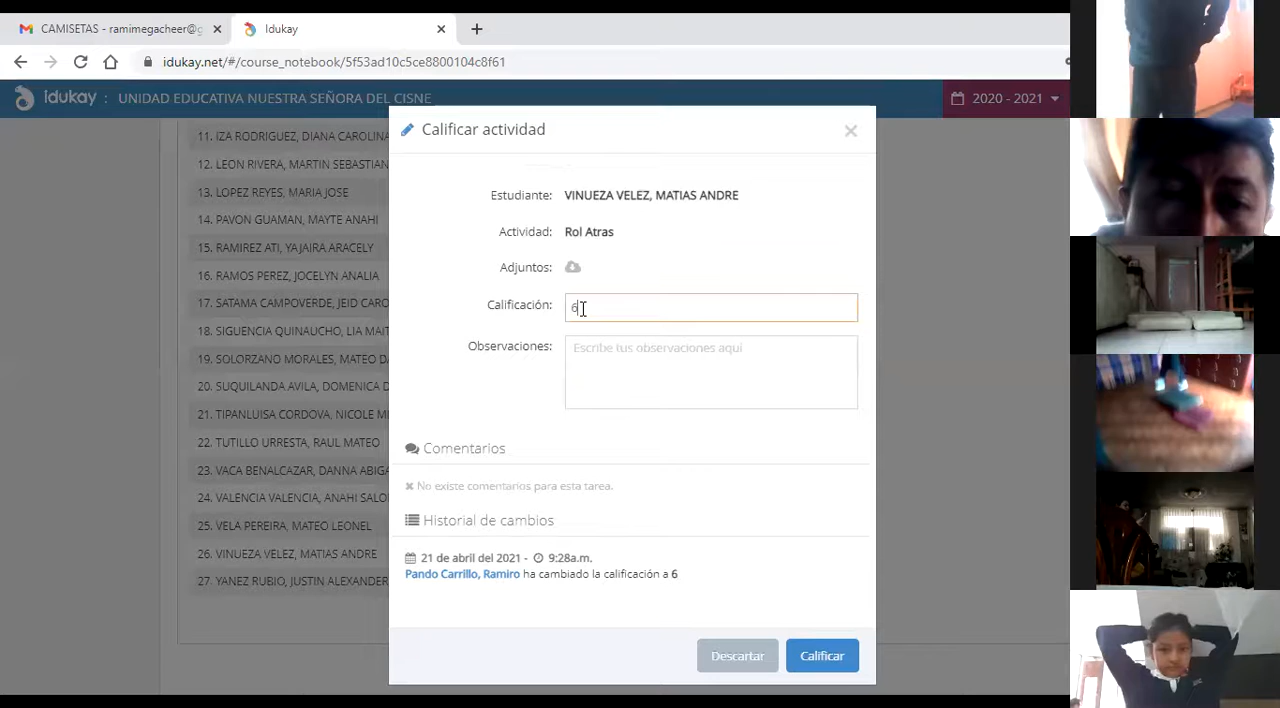 CAMISETAS - ramimegacheer@g
Idukay
idukay.net/#/course_notebook/5f53ad10c5ce8800104c8f61
idukay : UNIDAD EDUCATIVA NUESTRA SEÑORA DEL CISNE
2020 - 2021
11. IZA RODRIGUEZ, DIANA CAROLINA
12. LEON RIVERA, MARTIN SEBASTIAN
13. LOPEZ REYES, MARIA JOSE
14. PAVON GUAMAN, MAYTE ANAHI
15. RAMIREZ ATI, YAJAIRA ARACELY
16. RAMOS PEREZ, JOCELYN ANALIA
17. SATAMA CAMPOVERDE, JEID CARO
18. SIGUENCIA QUINAUCHO, LIA MAIT
19. SOLORZANO MORALES, MATEO DA
20. SUQUILANDA AVILA, DOMENICA D
21. TIPANLUISA CORDOVA, NICOLE MI
22. TUTILLO URRESTA, RAUL MATEO
23. VACA BENALCAZAR, DANNA ABIGA
24. VALENCIA VALENCIA, ANAHI SALO
25. VELA PEREIRA, MATEO LEONEL
26. VINUEZA VELEZ, MATIAS ANDRE
27. YANEZ RUBIO, JUSTIN ALEXANDER
Calificar actividad
Estudiante: VINUEZA VELEZ, MATIAS ANDRE
Actividad: Rol Atras
Adjuntos:
Calificación: 6
Observaciones: Escribe tus observaciones aqui
Comentarios
No existe comentarios para esta tarea.
Historial de cambios
21 de abril del 2021 - 9:28a.m.
Pando Carrillo, Ramiro ha cambiado la calificación a 6
Descartar Calificar